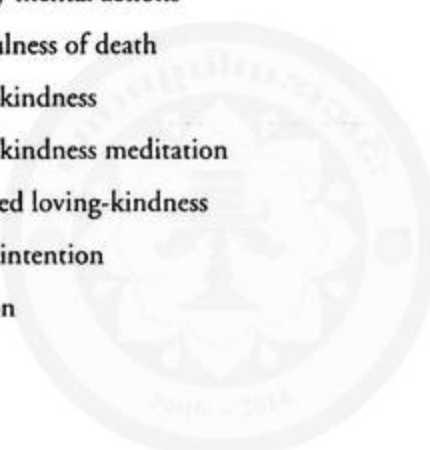 mental actions
lness of death
kindness
kindness meditation
ed loving-kindness
intention
n